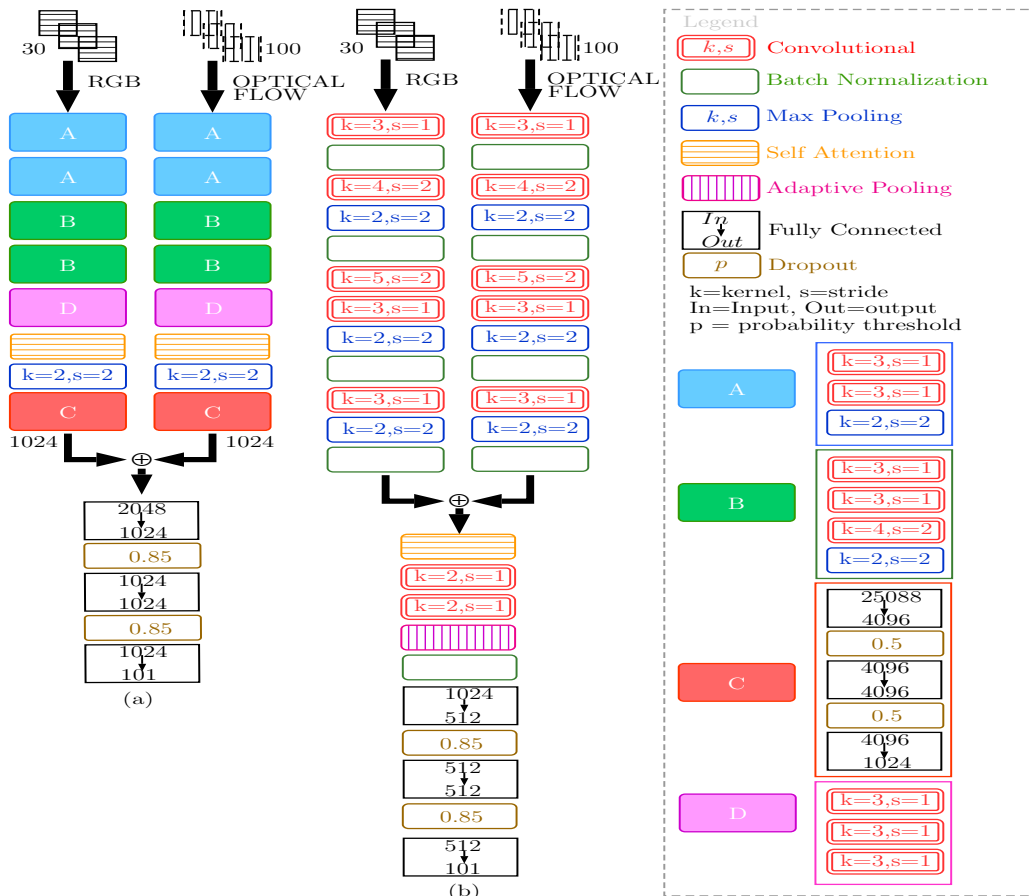 30
100
RGB
OPTICAL
FLOW
A
A
A
A
B
B
B
B
D
D
k=2,s=2
k=2,s=2
C
C
1024
1024
⊕
2048
1024
0.85
1024
1024
0.85
1024
101
(a)
30
100
RGB
OPTICAL
FLOW
k=3,s=1
k=3,s=1
k=4,s=2
k=4,s=2
k=2,s=2
k=2,s=2
k=5,s=2
k=5,s=2
k=3,s=1
k=3,s=1
k=2,s=2
k=2,s=2
k=3,s=1
k=3,s=1
k=2,s=2
k=2,s=2
⊕
k=2,s=1
k=2,s=1
1024
512
0.85
512
512
0.85
512
101
(b)
Legend
k,s Convolutional
Batch Normalization
k,s Max Pooling
Self Attention
Adaptive Pooling
In
Out
Fully Connected
p Dropout
k=kernel, s=stride
In=Input, Out=output
p = probability threshold
A
k=3,s=1
k=3,s=1
k=2,s=2
B
k=3,s=1
k=3,s=1
k=4,s=2
k=2,s=2
C
25088
4096
0.5
4096
4096
0.5
4096
1024
D
k=3,s=1
k=3,s=1
k=3,s=1